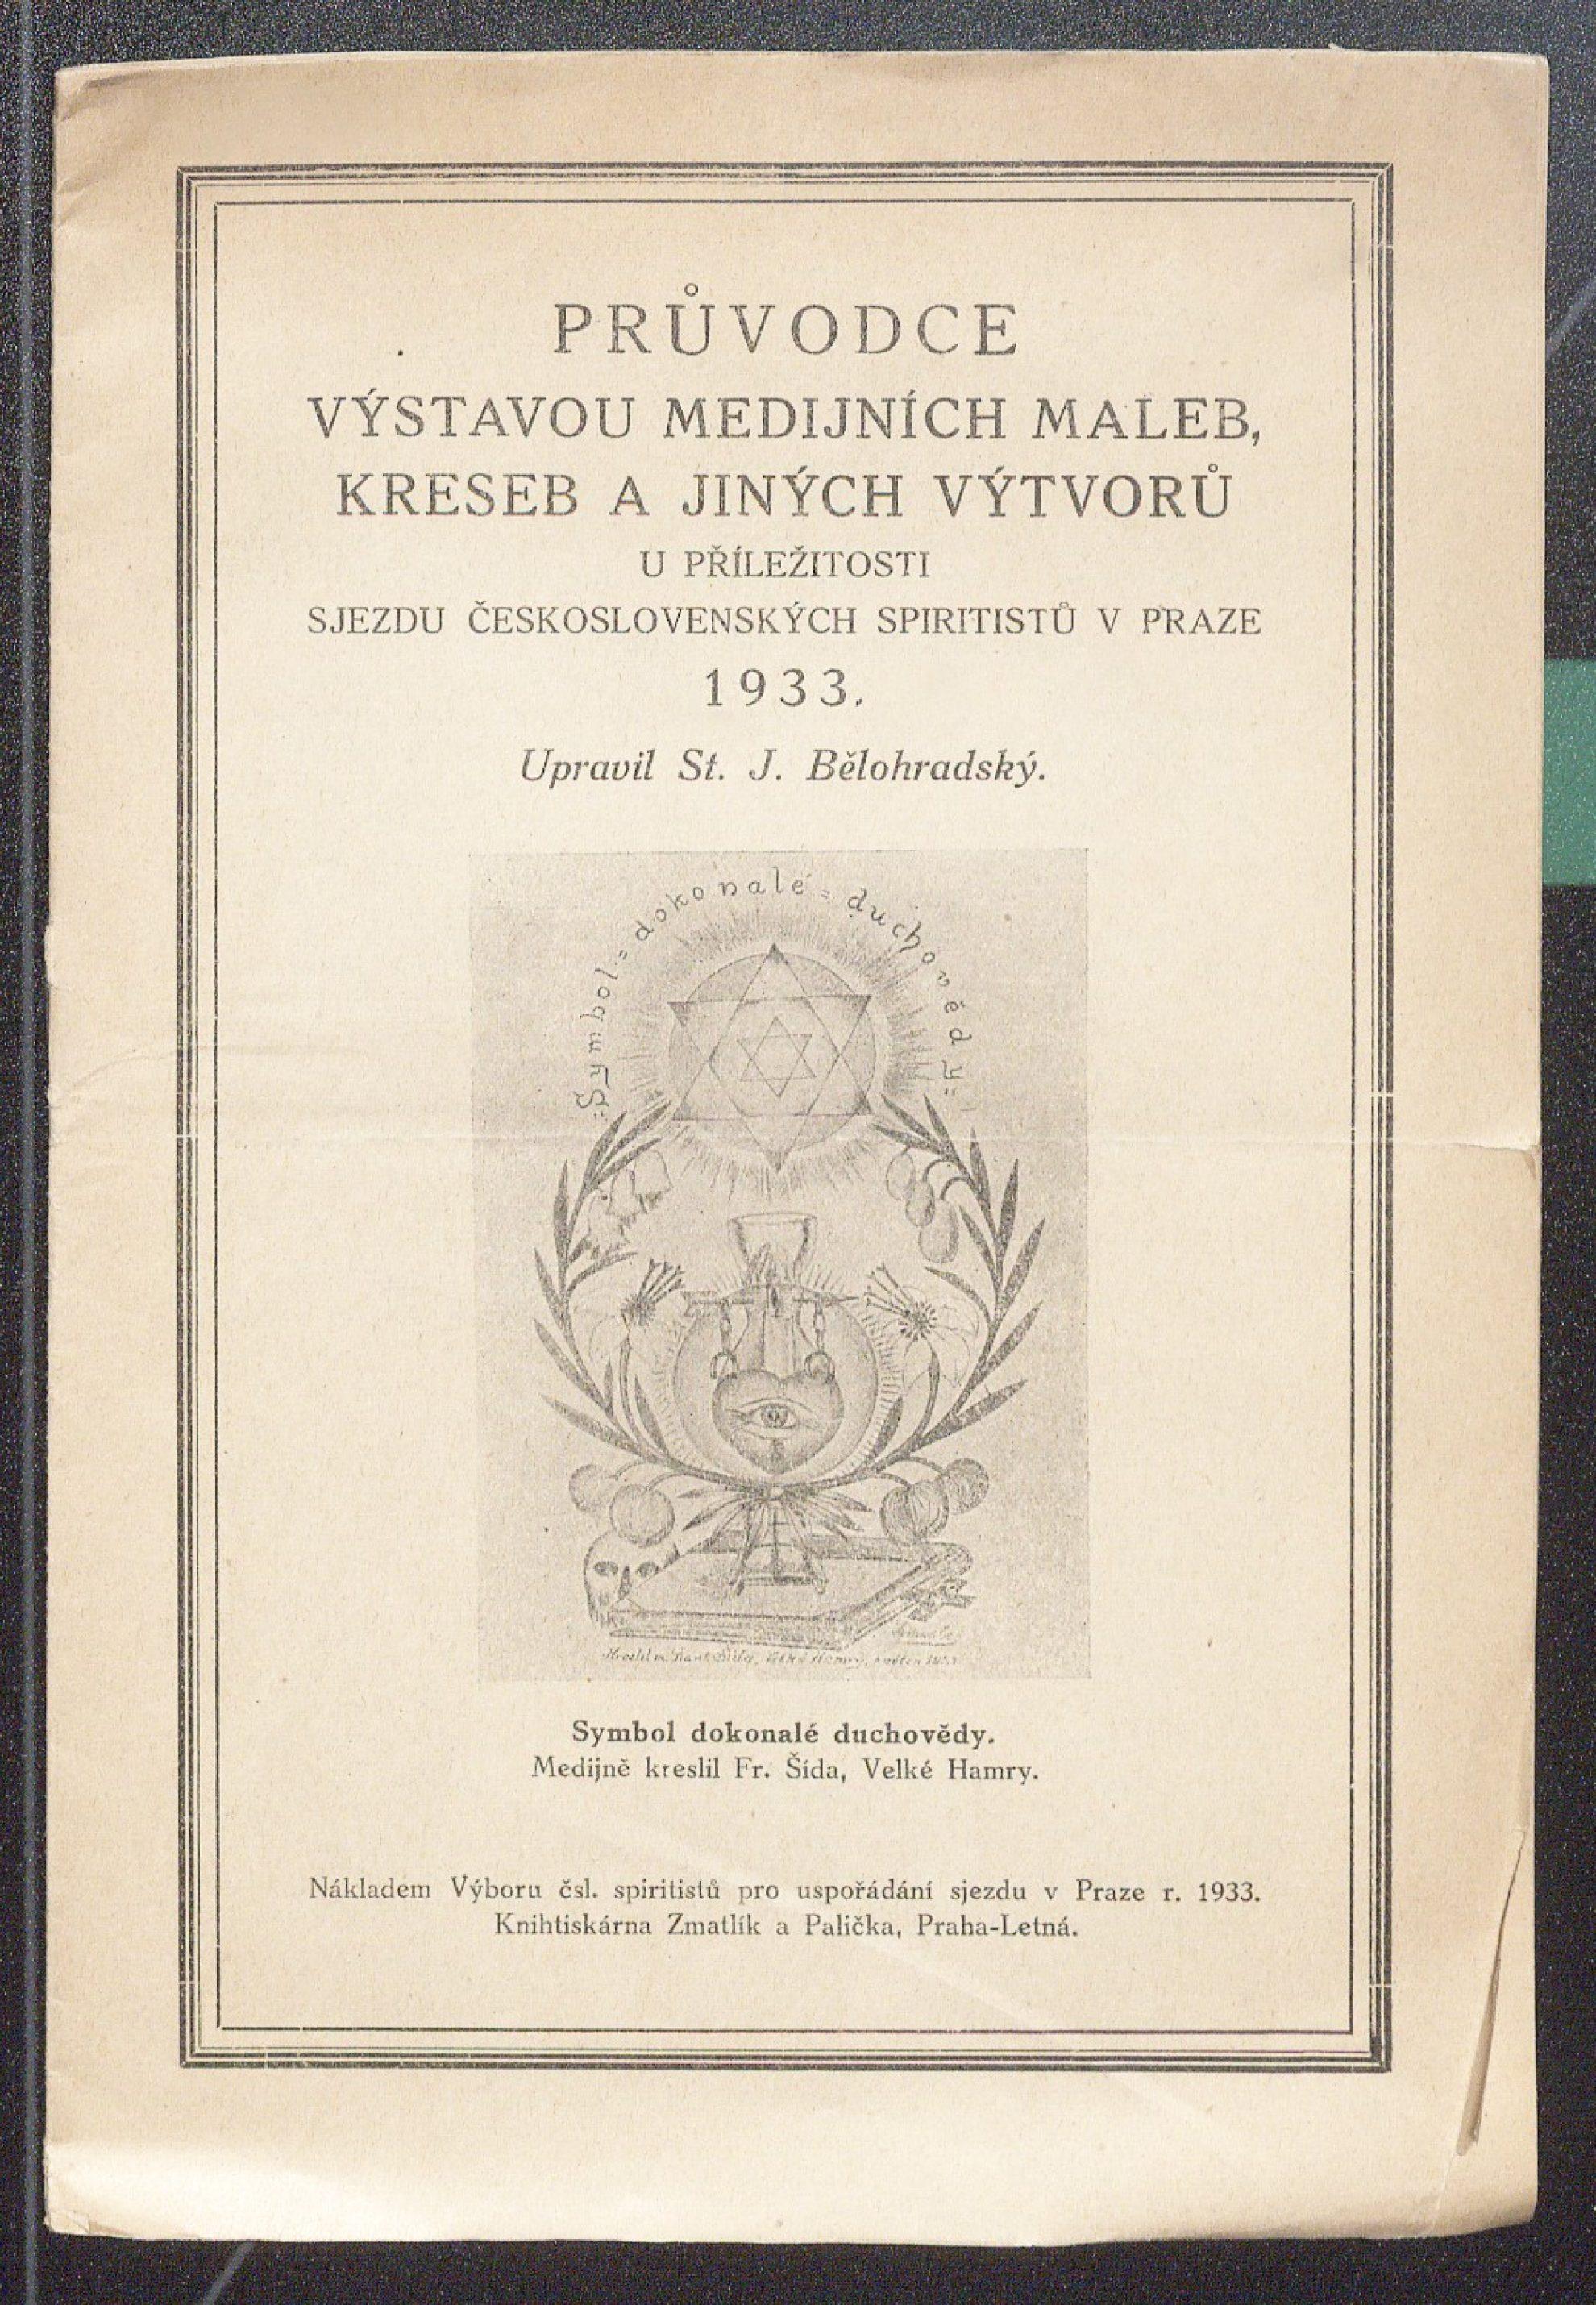 PRŮVODCE
VÝSTAVOU MEDIJNÍCH MALEB,
KRESEB A JINÝCH VÝTVORŮ
U PŘÍLEŽITOSTI
SJEZDU ČESKOSLOVENSKÝCH SPIRITISTŮ V PRAZE
1933.
Upravil St. J. Bělohradský.
=Symbol=dokonalé=duchovědy=
Symbol dokonalé duchovědy.
Medijně kreslil Fr. Šída, Velké Hamry.
Nákladem Výboru čsl. spiritistů pro uspořádání sjezdu v Praze r. 1933.
Knihtiskárna Zmatlík a Palička, Praha-Letná.